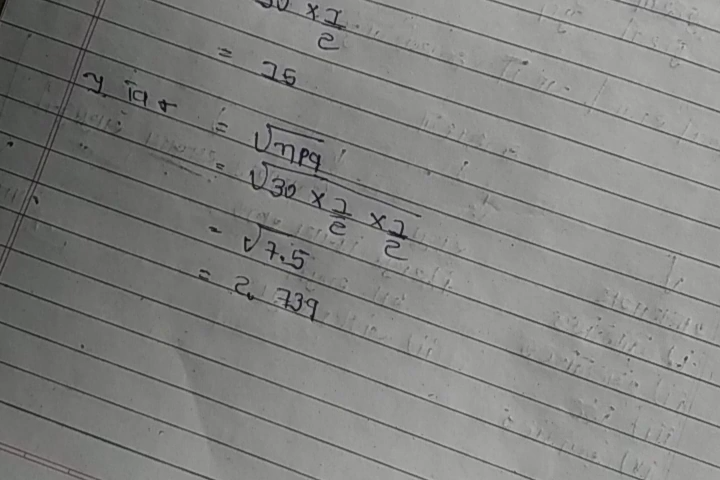 30 × 1/2
= 15
= √npq
= √30 × 1/2 × 1/2
= √7.5
= 2.739